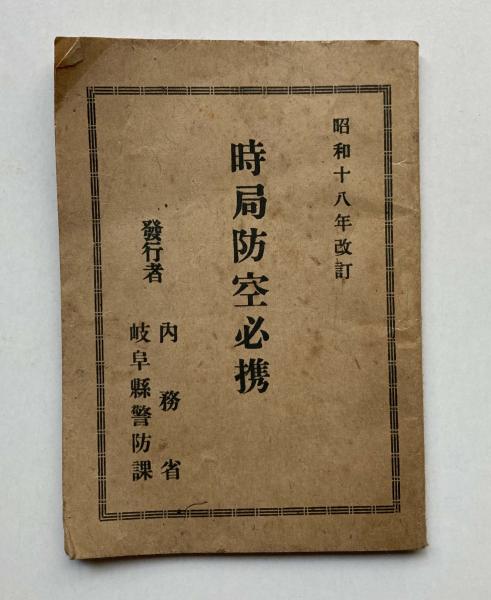 昭和十八年改訂
時局防空必携
發行者
內務省
岐阜縣警防課